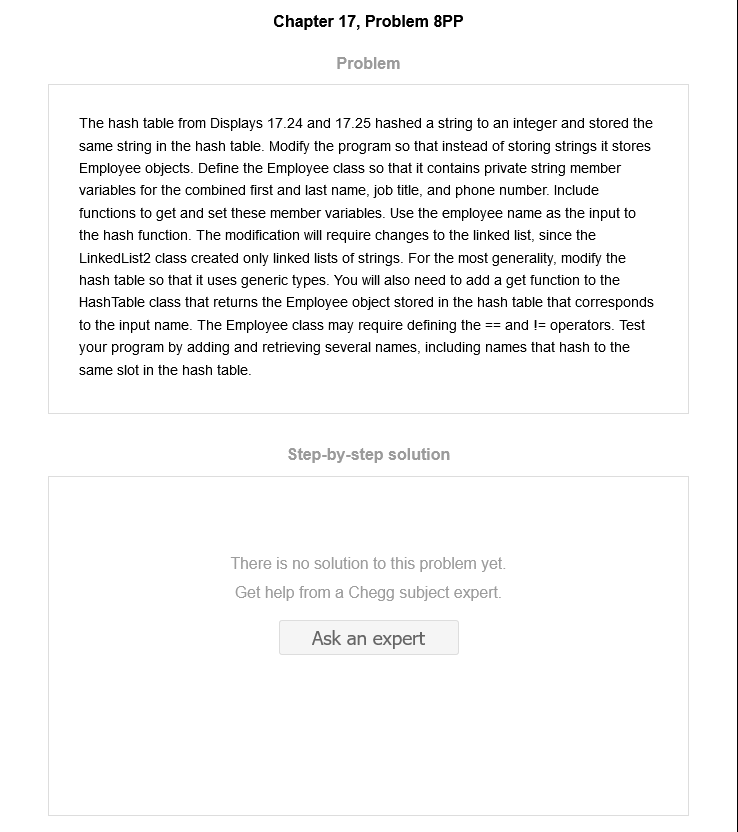 Chapter 17, Problem 8PP
Problem
The hash table from Displays 17.24 and 17.25 hashed a string to an integer and stored the
same string in the hash table. Modify the program so that instead of storing strings it stores
Employee objects. Define the Employee class so that it contains private string member
variables for the combined first and last name, job title, and phone number. Include
functions to get and set these member variables. Use the employee name as the input to
the hash function. The modification will require changes to the linked list, since the
LinkedList2 class created only linked lists of strings. For the most generality, modify the
hash table so that it uses generic types. You will also need to add a get function to the
HashTable class that returns the Employee object stored in the hash table that corresponds
to the input name. The Employee class may require defining the == and != operators. Test
your program by adding and retrieving several names, including names that hash to the
same slot in the hash table.
Step-by-step solution
There is no solution to this problem yet.
Get help from a Chegg subject expert.
Ask an expert